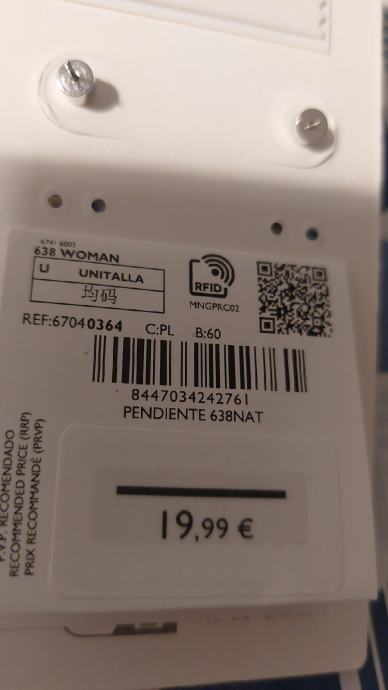 6741 6003
638 WOMAN
U UNITALLA
均码
RFID
MNGPRC02
REF:67040364 C:PL B:60
8447034242761
PENDIENTE 638NAT
P.V.P. RECOMENDADO
RECOMMENDED PRICE (RRP)
PRIX RECOMMANDÉ (PRVP)
19,99 €